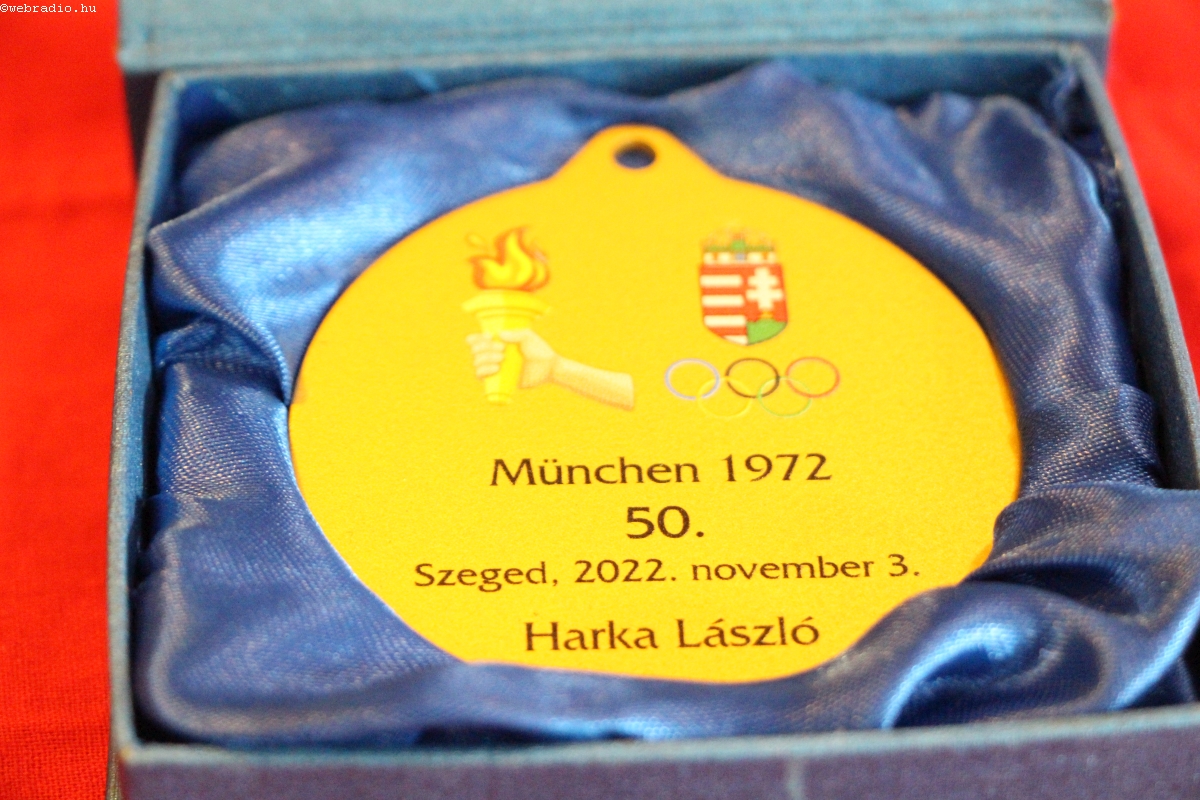 ©webradio.hu
München 1972
50.
Szeged, 2022. november 3.
Harka László